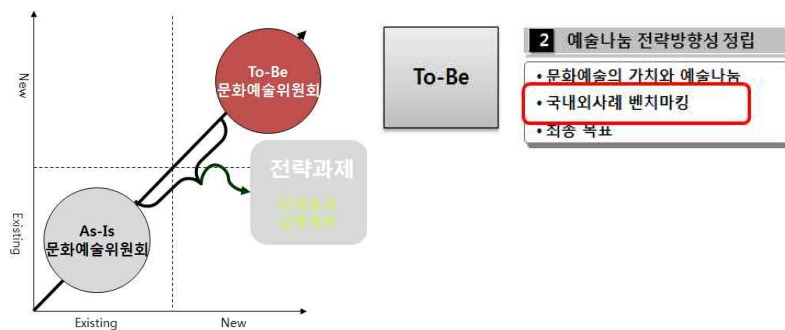 New
Existing
To-Be
문화예술위원회
전략과제
As-Is
문화예술위원회
Existing
New
To-Be
2 예술나눔 전략방향성 정립
• 문화예술의 가치와 예술나눔
• 국내외사례 벤치마킹
• 최종 목표